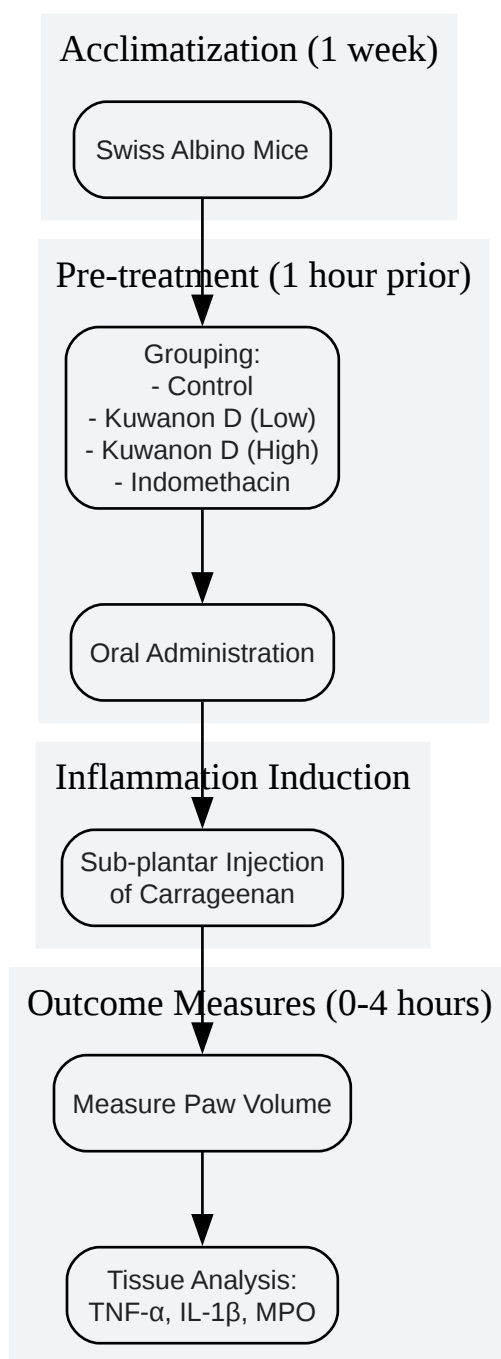 Acclimatization (1 week)
Swiss Albino Mice
Pre-treatment (1 hour prior)
Grouping:
- Control
- Kuwanon D (Low)
- Kuwanon D (High)
- Indomethacin
Oral Administration
Inflammation Induction
Sub-plantar Injection
of Carrageenan
Outcome Measures (0-4 hours)
Measure Paw Volume
Tissue Analysis:
TNF-α, IL-1β, MPO